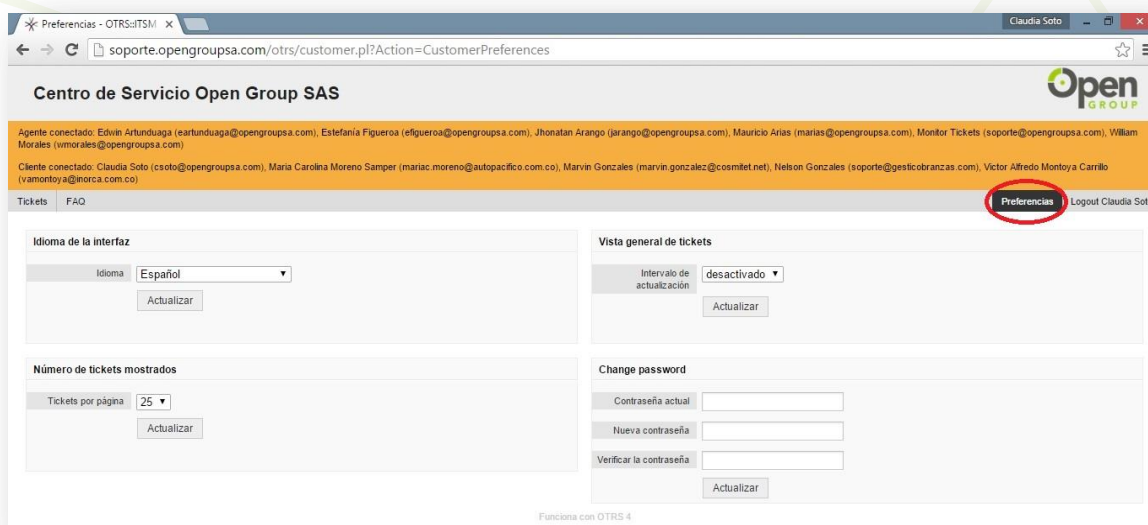 Preferencias - OTRS::ITSM
Claudia Soto
soporte.opengroupsa.com/otrs/customer.pl?Action=CustomerPreferences
Centro de Servicio Open Group SAS
Open
GROUP
Agente conectado: Edwin Artunduaga (eartunduaga@opengroupsa.com), Estefanía Figueroa (efigueroa@opengroupsa.com), Jhonatan Arango (jarango@opengroupsa.com), Mauricio Arias (marias@opengroupsa.com), Monitor Tickets (soporte@opengroupsa.com), William
Morales (wmorales@opengroupsa.com)
Cliente conectado: Claudia Soto (csoto@opengroupsa.com), Maria Carolina Moreno Samper (mariac.moreno@autopacifico.com.co), Marvin Gonzales (marvin.gonzalez@cosmitet.net), Nelson Gonzales (soporte@gesticobranzas.com), Victor Alfredo Montoya Carrillo
(vamontoya@inorca.com.co)
Tickets FAQ Preferencias Logout Claudia Sot
Idioma de la interfaz
Idioma Español
Actualizar
Vista general de tickets
Intervalo de
actualización
desactivado
Actualizar
Número de tickets mostrados
Tickets por página 25
Actualizar
Change password
Contraseña actual
Nueva contraseña
Verificar la contraseña
Actualizar
Funciona con OTRS 4